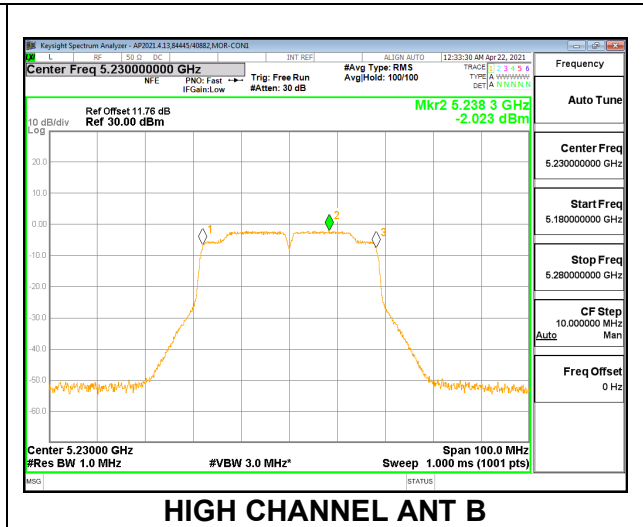 Keysight Spectrum Analyzer - AP2021.4.13,84445/40882,MOR-CON1
L RF 50 Ω DC INT REF ALIGN AUTO 12:33:30 AM Apr 22, 2021
Center Freq 5.230000000 GHz
NFE PNO: Fast IFGain:Low
Trig: Free Run
#Atten: 30 dB
#Avg Type: RMS
Avg|Hold: 100/100
TRACE 1 2 3 4 5 6
TYPE A WWWWW
DET A N N N N N
Frequency
Auto Tune
Center Freq
5.230000000 GHz
Start Freq
5.180000000 GHz
Stop Freq
5.280000000 GHz
CF Step
10.000000 MHz
Auto Man
Freq Offset
0 Hz
Mkr2 5.238 3 GHz
-2.023 dBm
Ref Offset 11.76 dB
10 dB/div Ref 30.00 dBm
Log
20.0
10.0
0.00
-10.0
-20.0
-30.0
-40.0
-50.0
-60.0
1
2
3
Center 5.23000 GHz Span 100.0 MHz
#Res BW 1.0 MHz #VBW 3.0 MHz* Sweep 1.000 ms (1001 pts)
MSG STATUS
HIGH CHANNEL ANT B